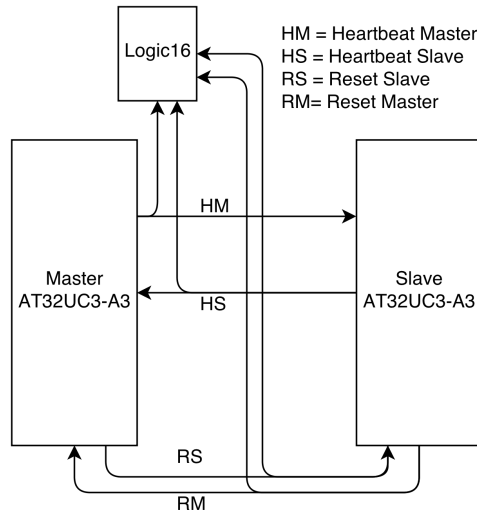 Logic16
HM = Heartbeat Master
HS = Heartbeat Slave
RS = Reset Slave
RM= Reset Master
HM
Master
AT32UC3-A3
Slave
AT32UC3-A3
HS
RS
RM